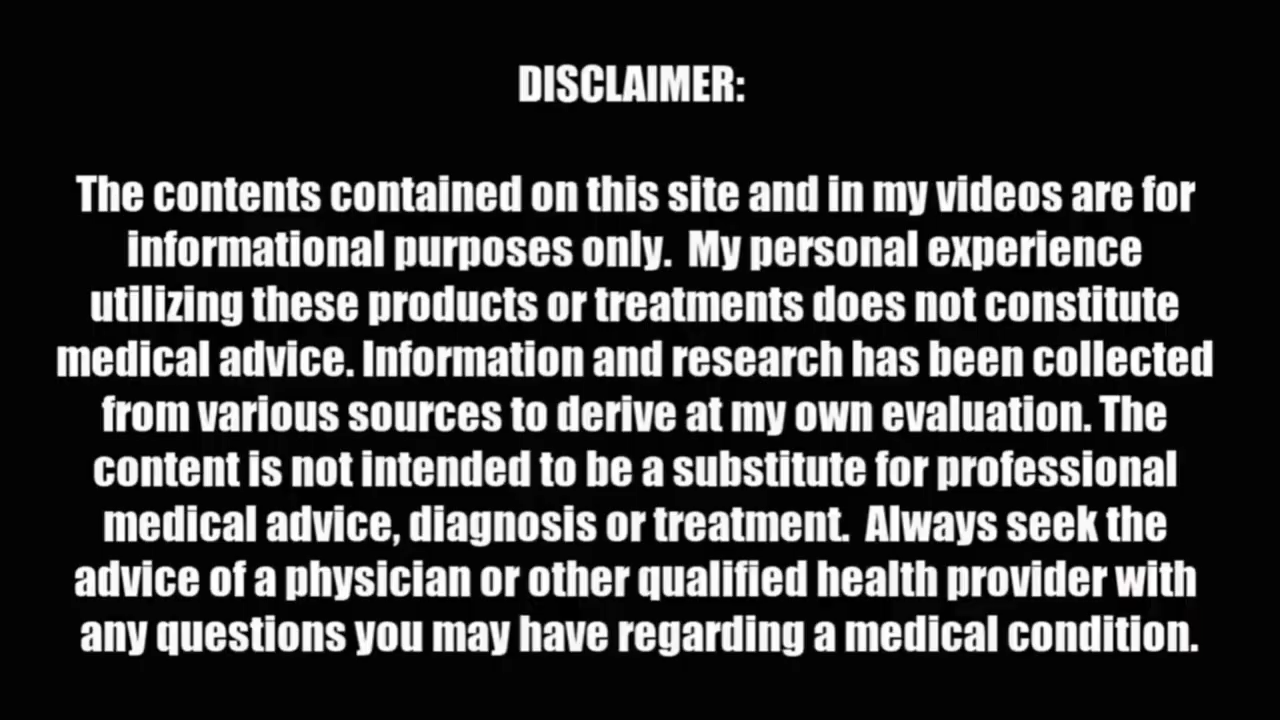 DISCLAIMER:
The contents contained on this site and in my videos are for
informational purposes only.  My personal experience
utilizing these products or treatments does not constitute
medical advice. Information and research has been collected
from various sources to derive at my own evaluation. The
content is not intended to be a substitute for professional
medical advice, diagnosis or treatment.  Always seek the
advice of a physician or other qualified health provider with
any questions you may have regarding a medical condition.